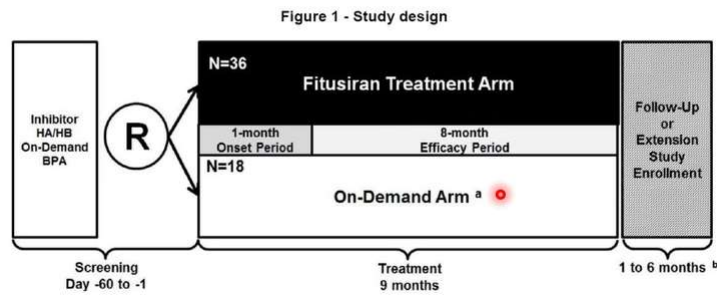 Figure 1 - Study design
Inhibitor
HA/HB
On-Demand
BPA
R
N=36
Fitusiran Treatment Arm
1-month
Onset Period
8-month
Efficacy Period
N=18
On-Demand Arm a
Follow-Up
or
Extension
Study
Enrollment
Screening
Day -60 to -1
Treatment
9 months
1 to 6 months b